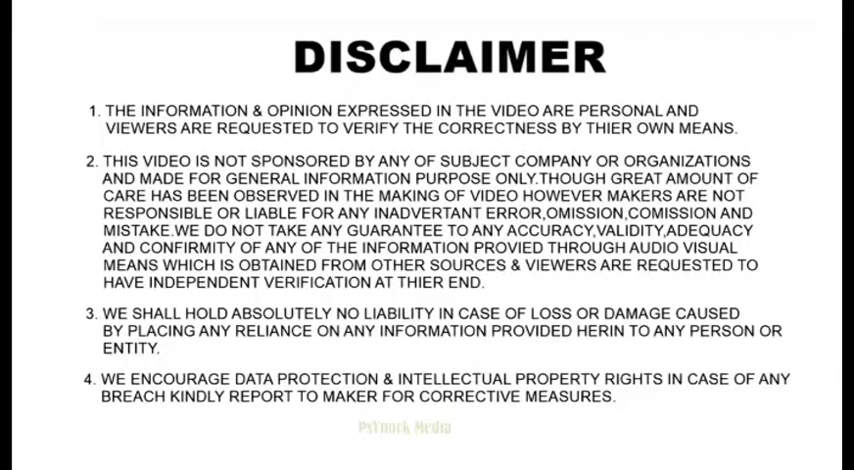 DISCLAIMER
1. THE INFORMATION & OPINION EXPRESSED IN THE VIDEO ARE PERSONAL AND
VIEWERS ARE REQUESTED TO VERIFY THE CORRECTNESS BY THIER OWN MEANS.
2. THIS VIDEO IS NOT SPONSORED BY ANY OF SUBJECT COMPANY OR ORGANIZATIONS
AND MADE FOR GENERAL INFORMATION PURPOSE ONLY.THOUGH GREAT AMOUNT OF
CARE HAS BEEN OBSERVED IN THE MAKING OF VIDEO HOWEVER MAKERS ARE NOT
RESPONSIBLE OR LIABLE FOR ANY INADVERTANT ERROR,OMISSION,COMISSION AND
MISTAKE.WE DO NOT TAKE ANY GUARANTEE TO ANY ACCURACY,VALIDITY,ADEQUACY
AND CONFIRMITY OF ANY OF THE INFORMATION PROVIED THROUGH AUDIO VISUAL
MEANS WHICH IS OBTAINED FROM OTHER SOURCES & VIEWERS ARE REQUESTED TO
HAVE INDEPENDENT VERIFICATION AT THIER END.
3. WE SHALL HOLD ABSOLUTELY NO LIABILITY IN CASE OF LOSS OR DAMAGE CAUSED
BY PLACING ANY RELIANCE ON ANY INFORMATION PROVIDED HERIN TO ANY PERSON OR
ENTITY.
4. WE ENCOURAGE DATA PROTECTION & INTELLECTUAL PROPERTY RIGHTS IN CASE OF ANY
BREACH KINDLY REPORT TO MAKER FOR CORRECTIVE MEASURES.
Media